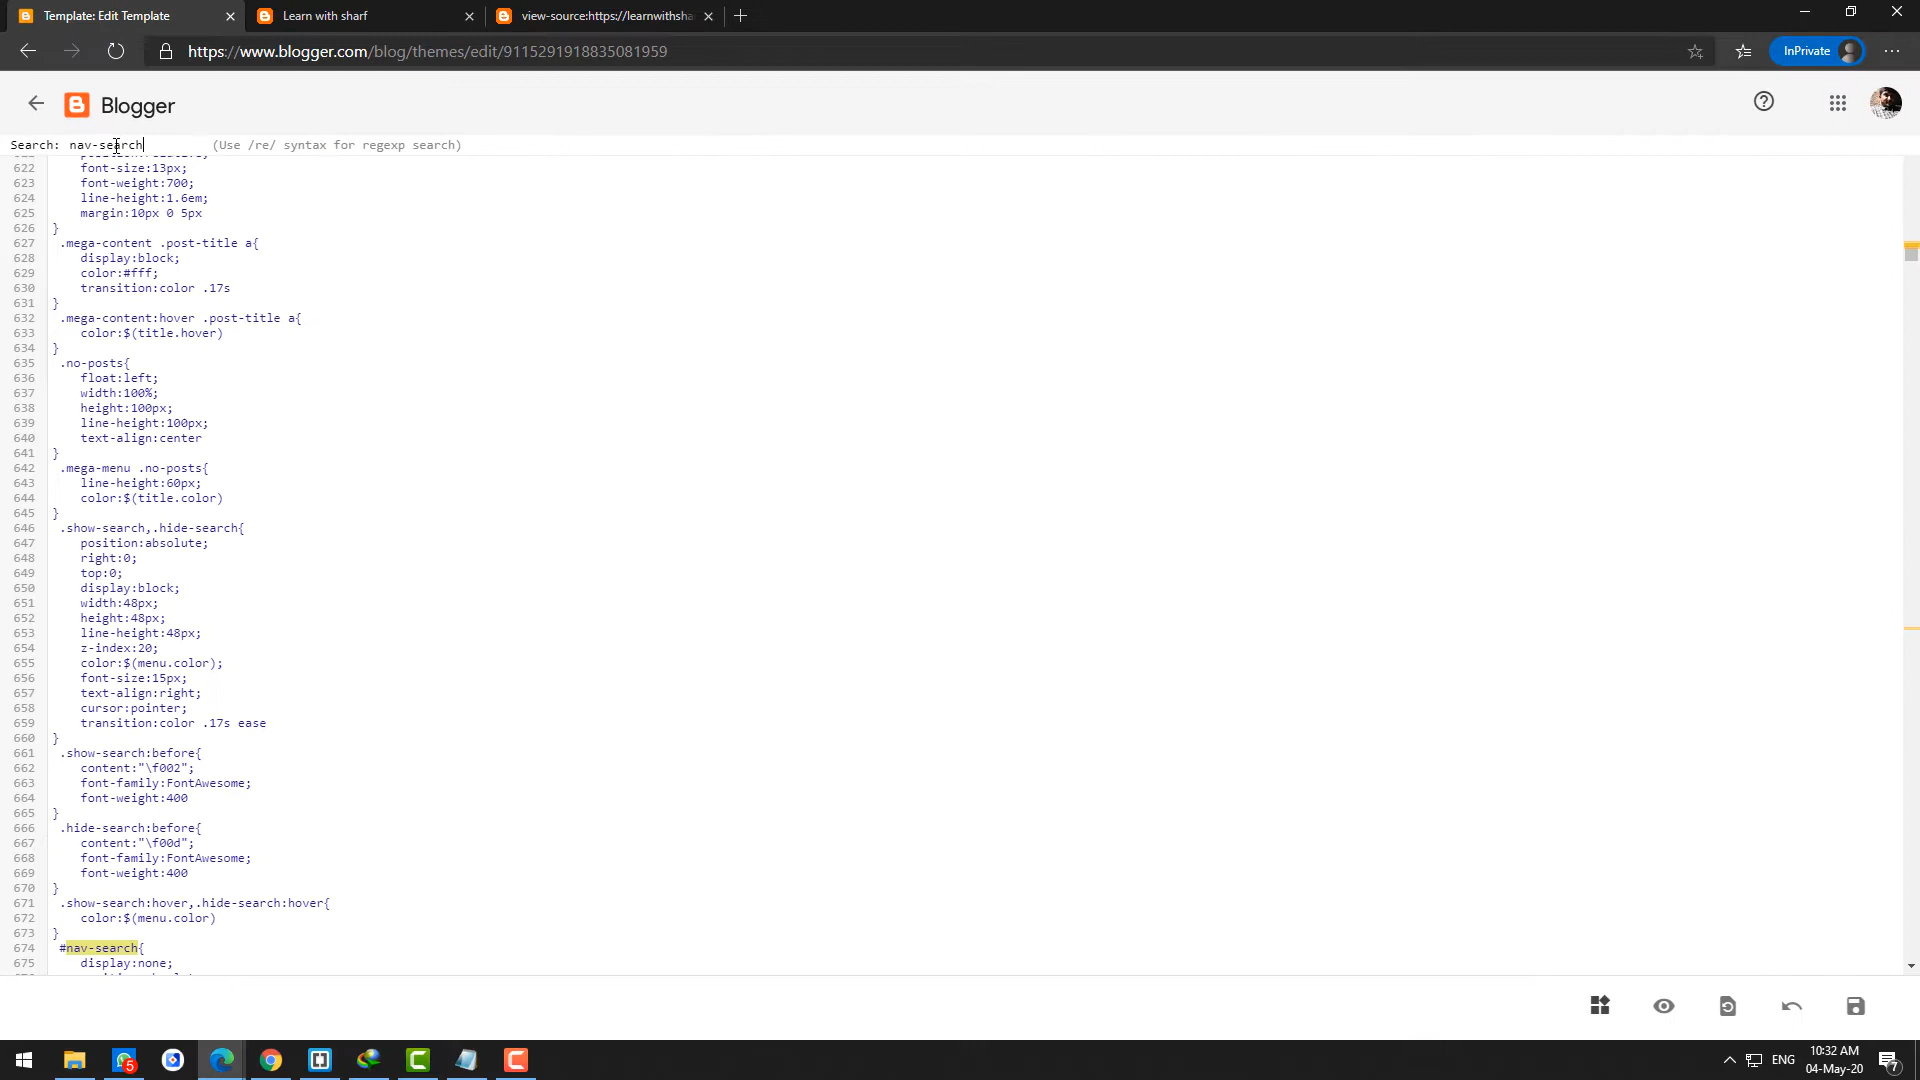 Template: Edit Template
Learn with sharf
view-source:https://learnwithsha
https://www.blogger.com/blog/themes/edit/9115291918835081959
InPrivate
Blogger
Search: nav-search (Use /re/ syntax for regexp search)
622 font-size:13px;
623 font-weight:700;
624 line-height:1.6em;
625 margin:10px 0 5px
626 }
627 .mega-content .post-title a{
628 display:block;
629 color:#fff;
630 transition:color .17s
631 }
632 .mega-content:hover .post-title a{
633 color:$(title.hover)
634 }
635 .no-posts{
636 float:left;
637 width:100%;
638 height:100px;
639 line-height:100px;
640 text-align:center
641 }
642 .mega-menu .no-posts{
643 line-height:60px;
644 color:$(title.color)
645 }
646 .show-search,.hide-search{
647 position:absolute;
648 right:0;
649 top:0;
650 display:block;
651 width:48px;
652 height:48px;
653 line-height:48px;
654 z-index:20;
655 color:$(menu.color);
656 font-size:15px;
657 text-align:right;
658 cursor:pointer;
659 transition:color .17s ease
660 }
661 .show-search:before{
662 content:"\f002";
663 font-family:FontAwesome;
664 font-weight:400
665 }
666 .hide-search:before{
667 content:"\f00d";
668 font-family:FontAwesome;
669 font-weight:400
670 }
671 .show-search:hover,.hide-search:hover{
672 color:$(menu.color)
673 }
674 #nav-search{
675 display:none;
5
ENG
10:32 AM
04-May-20
7